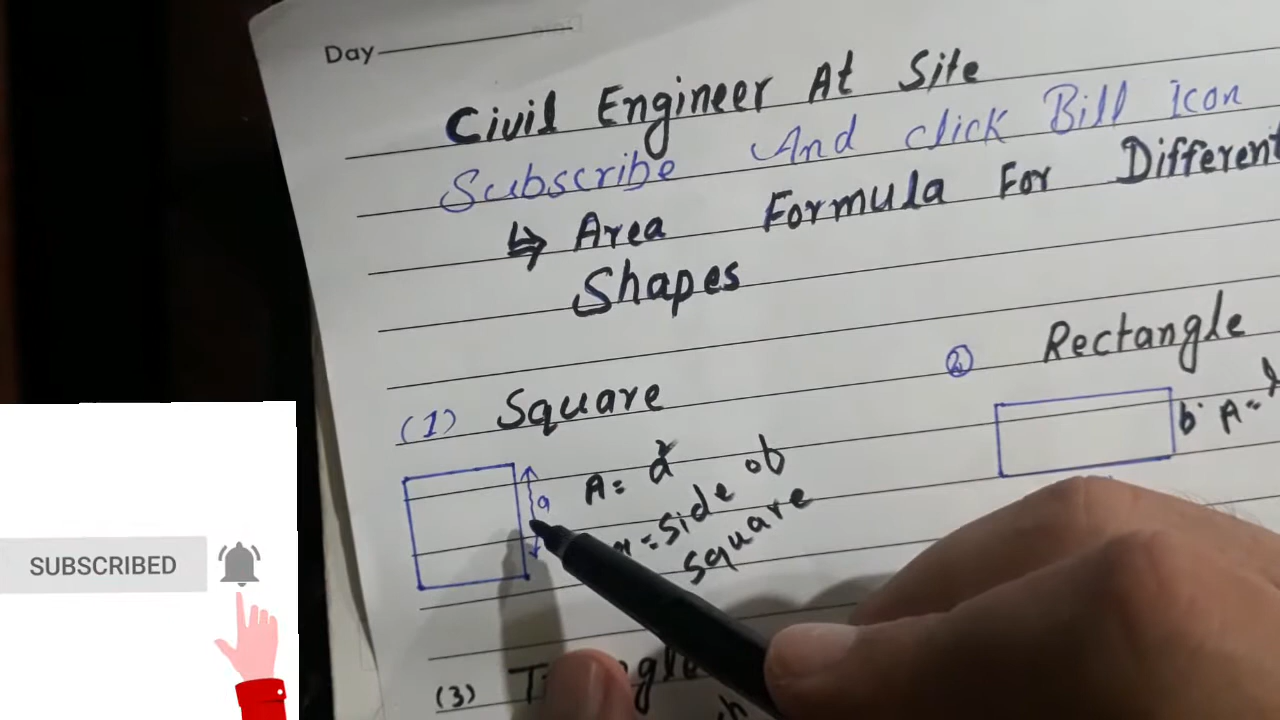 Day
Civil Engineer At Site
Subscribe And click Bill icon
↳ Area Formula For Different
Shapes
(1) Square
② Rectangle
a
A = a²
a = side of
square
b
A =
SUBSCRIBED
(3)